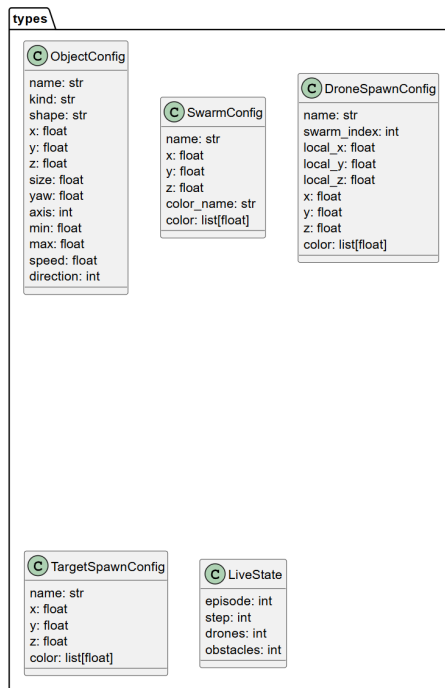 types
C ObjectConfig
name: str
kind: str
shape: str
x: float
y: float
z: float
size: float
yaw: float
axis: int
min: float
max: float
speed: float
direction: int
C SwarmConfig
name: str
x: float
y: float
z: float
color_name: str
color: list[float]
C DroneSpawnConfig
name: str
swarm_index: int
local_x: float
local_y: float
local_z: float
x: float
y: float
z: float
color: list[float]
C TargetSpawnConfig
name: str
x: float
y: float
z: float
color: list[float]
C LiveState
episode: int
step: int
drones: int
obstacles: int